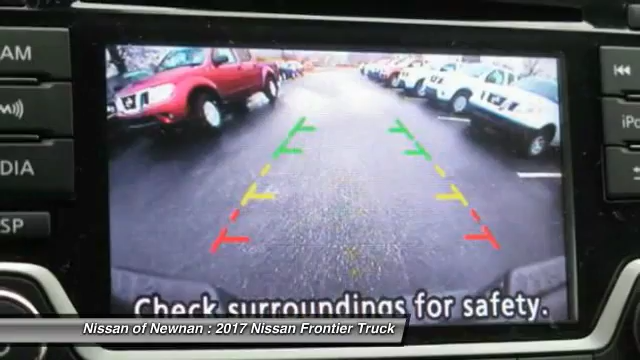 AM
DIA
SP
iPo
Check surroundings for safety.
Nissan of Newnan : 2017 Nissan Frontier Truck